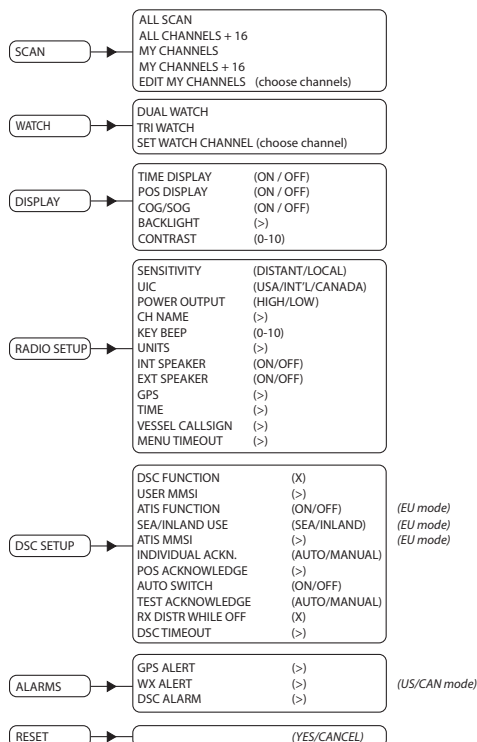 SCAN
ALL SCAN
ALL CHANNELS + 16
MY CHANNELS
MY CHANNELS + 16
EDIT MY CHANNELS (choose channels)
WATCH
DUAL WATCH
TRI WATCH
SET WATCH CHANNEL (choose channel)
DISPLAY
TIME DISPLAY (ON / OFF)
POS DISPLAY (ON / OFF)
COG/SOG (ON / OFF)
BACKLIGHT (>)
CONTRAST (0-10)
RADIO SETUP
SENSITIVITY (DISTANT/LOCAL)
UIC (USA/INT'L/CANADA)
POWER OUTPUT (HIGH/LOW)
CH NAME (>)
KEY BEEP (0-10)
UNITS (>)
INT SPEAKER (ON/OFF)
EXT SPEAKER (ON/OFF)
GPS (>)
TIME (>)
VESSEL CALLSIGN (>)
MENU TIMEOUT (>)
DSC SETUP
DSC FUNCTION (X)
USER MMSI (>)
ATIS FUNCTION (ON/OFF) (EU mode)
SEA/INLAND USE (SEA/INLAND) (EU mode)
ATIS MMSI (>) (EU mode)
INDIVIDUAL ACKN. (AUTO/MANUAL)
POS ACKNOWLEDGE (>)
AUTO SWITCH (ON/OFF)
TEST ACKNOWLEDGE (AUTO/MANUAL)
RX DISTR WHILE OFF (X)
DSC TIMEOUT (>)
ALARMS
GPS ALERT (>)
WX ALERT (>) (US/CAN mode)
DSC ALARM (>)
RESET
(YES/CANCEL)